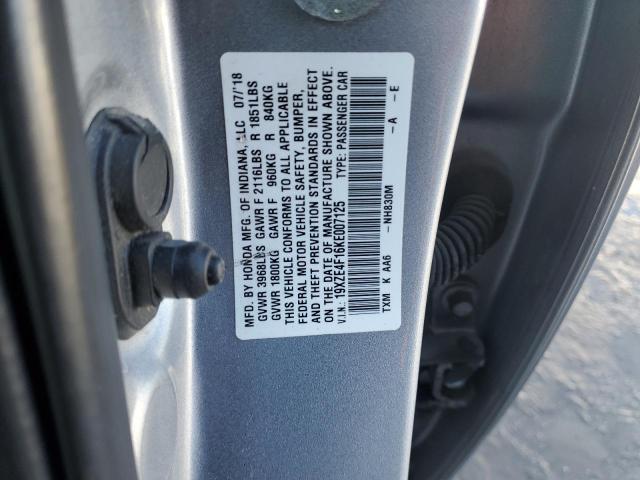 MFD. BY HONDA MFG. OF INDIANA, LLC 07/'18
GVWR 3968LBS GAWR F 2116LBS R 1851LBS
GVWR 1800KG GAWR F 960KG R 840KG
THIS VEHICLE CONFORMS TO ALL APPLICABLE
FEDERAL MOTOR VEHICLE SAFETY, BUMPER,
AND THEFT PREVENTION STANDARDS IN EFFECT
ON THE DATE OF MANUFACTURE SHOWN ABOVE.
V.I.N.: 19XZE4F16KE007125 TYPE: PASSENGER CAR
TXM K AA6 -NH830M -A -E